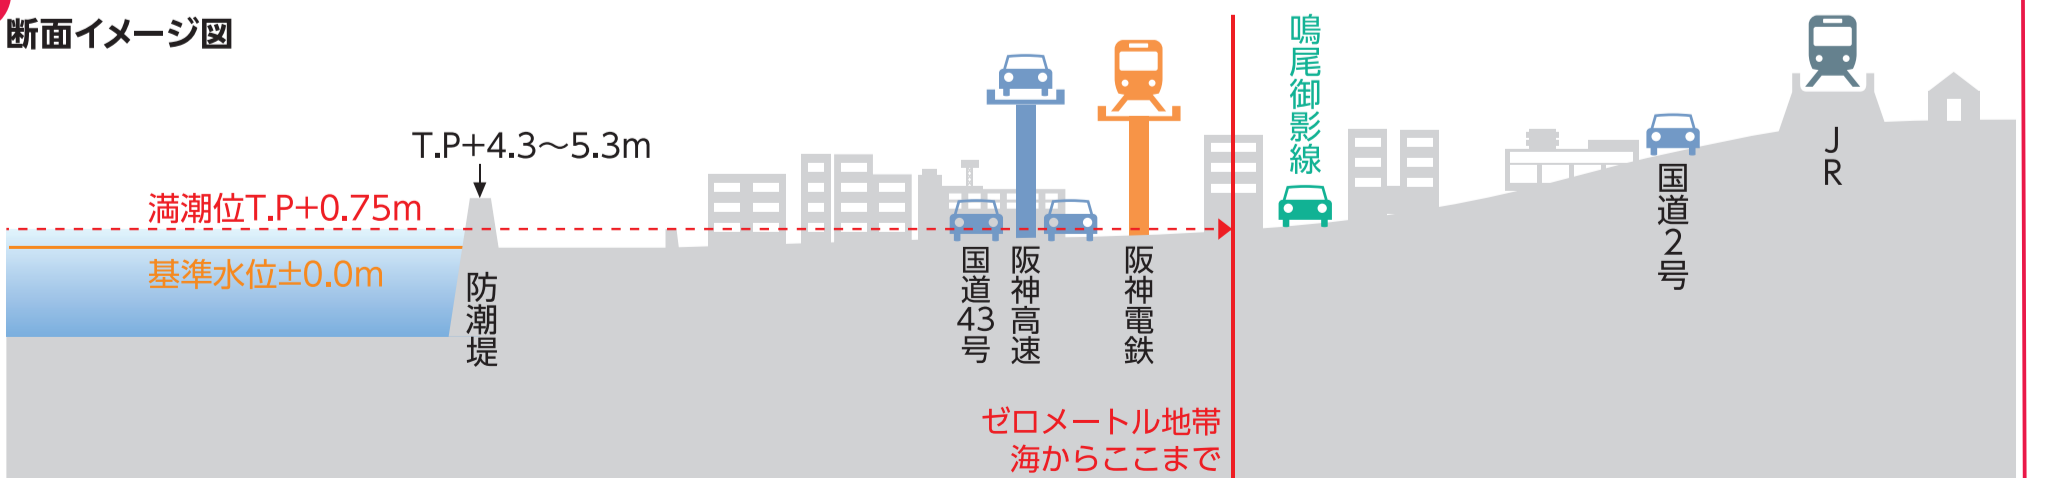 断面イメージ図
T.P+4.3～5.3m
満潮位T.P+0.75m
基準水位±0.0m
防潮堤
国道43号
阪神高速
阪神電鉄
鳴尾御影線
国道2号
JR
ゼロメートル地帯
海からここまで